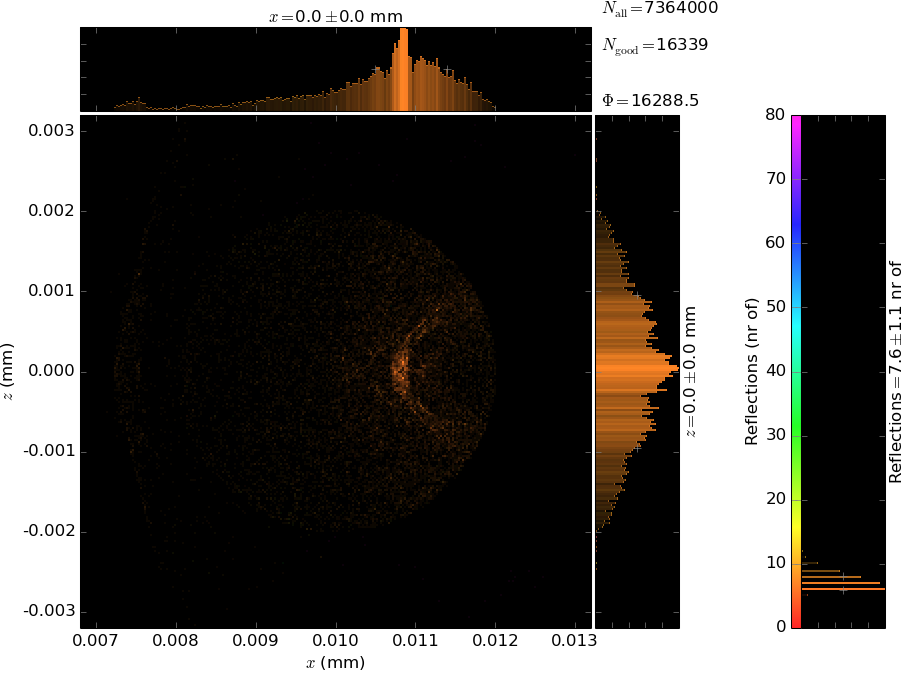 x=0.0±0.0 mm
N_all=7364000
N_good=16339
Φ=16288.5
0.003
0.002
0.001
0.000
-0.001
-0.002
-0.003
z (mm)
0.007 0.008 0.009 0.010 0.011 0.012 0.013
x (mm)
z=0.0±0.0 mm
80
70
60
50
40
30
20
10
0
Reflections (nr of)
Reflections=7.6±1.1 nr of